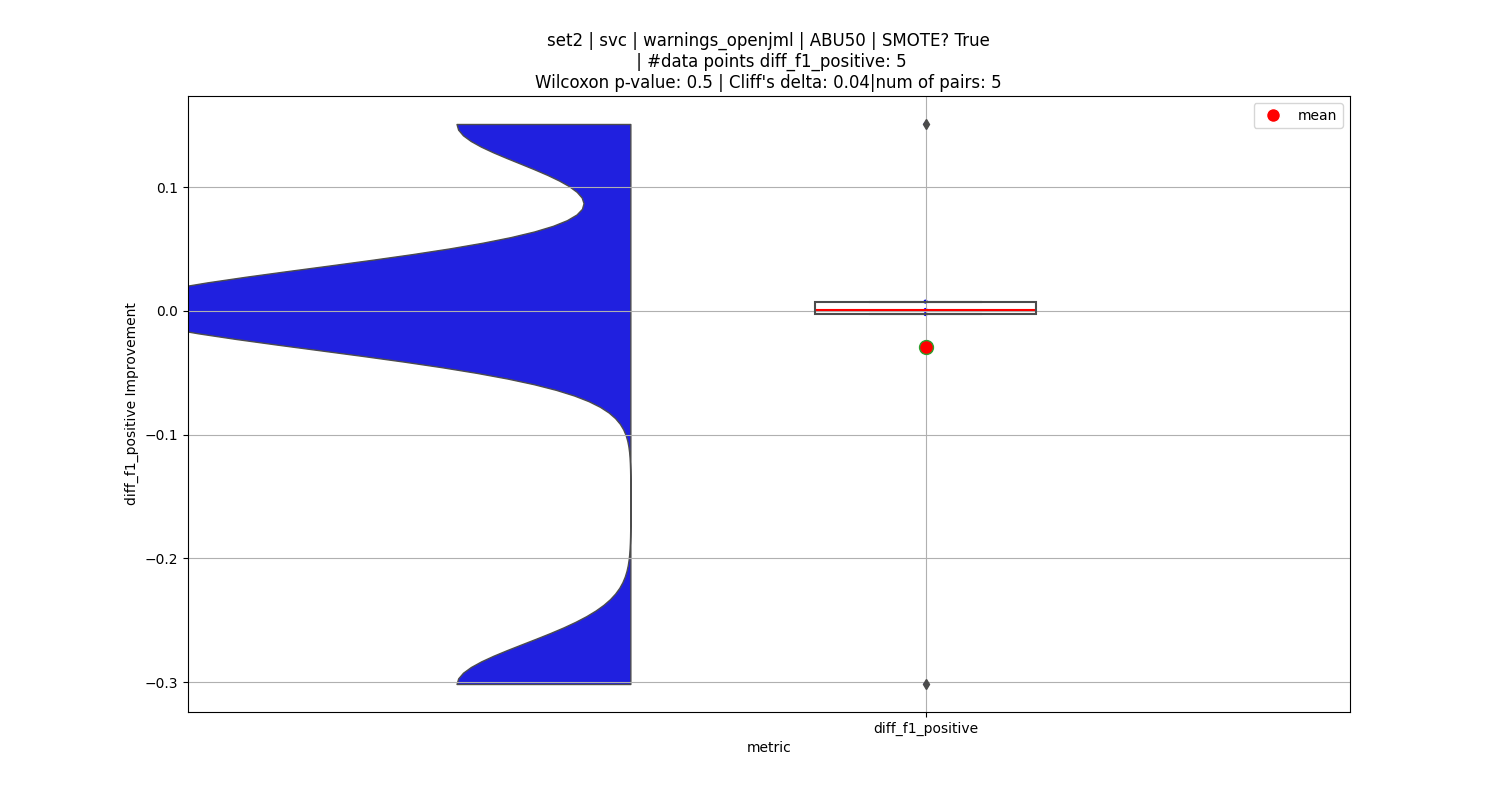 set2 | svc | warnings_openjml | ABU50 | SMOTE? True
| #data points diff_f1_positive: 5
Wilcoxon p-value: 0.5 | Cliff's delta: 0.04|num of pairs: 5
mean
0.1
0.0
−0.1
−0.2
−0.3
diff_f1_positive Improvement
diff_f1_positive
metric